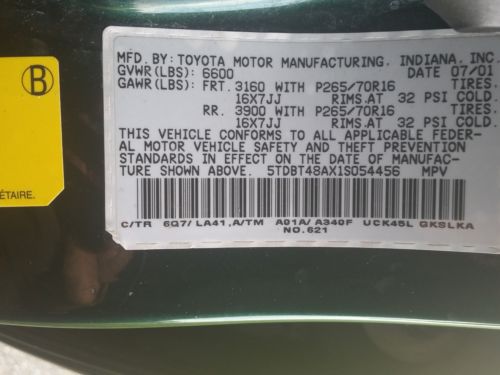 MFD. BY: TOYOTA MOTOR MANUFACTURING, INDIANA, INC.
GVWR(LBS): 6600 DATE 07/01
GAWR(LBS): FRT. 3160 WITH P265/70R16 TIRES.
16X7JJ RIMS.AT 32 PSI COLD.
RR. 3900 WITH P265/70R16 TIRES.
16X7JJ RIMS.AT 32 PSI COLD.
THIS VEHICLE CONFORMS TO ALL APPLICABLE FEDER-
AL MOTOR VEHICLE SAFETY AND THEFT PREVENTION
STANDARDS IN EFFECT ON THE DATE OF MANUFAC-
TURE SHOWN ABOVE. 5TDBT48AX1S054456 MPV
C/TR 6Q7/ LA41,A/TM A01A/ A340F UCK45L GKSLKA
NO.621
B
ÉTAIRE.